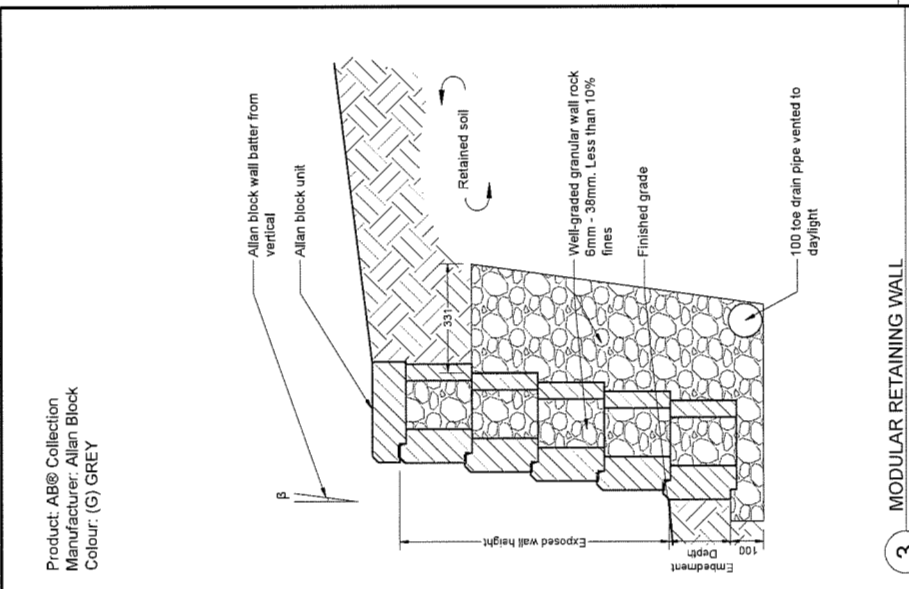 Product: AB® Collection
Manufacturer: Allan Block
Colour: (G) GREY
β
Allan block wall batter from
vertical
Allan block unit
Retained soil
331
Well-graded granular wall rock
6mm - 38mm. Less than 10%
fines
Finished grade
Exposed wall height
Embedment
Depth
100
100 toe drain pipe vented to
daylight
3
MODULAR RETAINING WALL